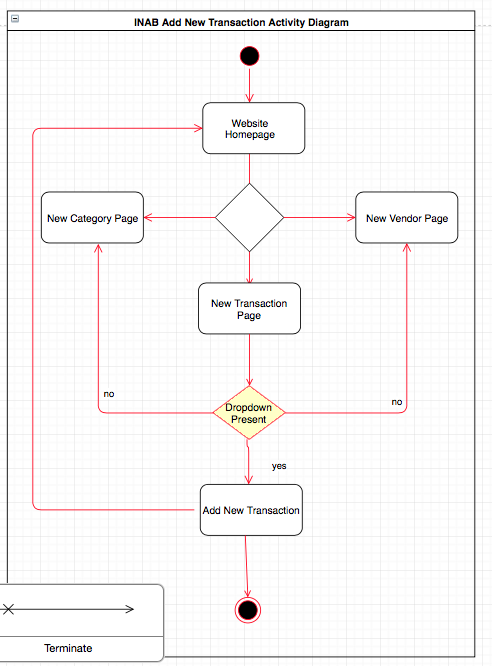 INAB Add New Transaction Activity Diagram
Website
Homepage
New Category Page
New Vendor Page
New Transaction
Page
no
no
Dropdown
Present
yes
Add New Transaction
Terminate